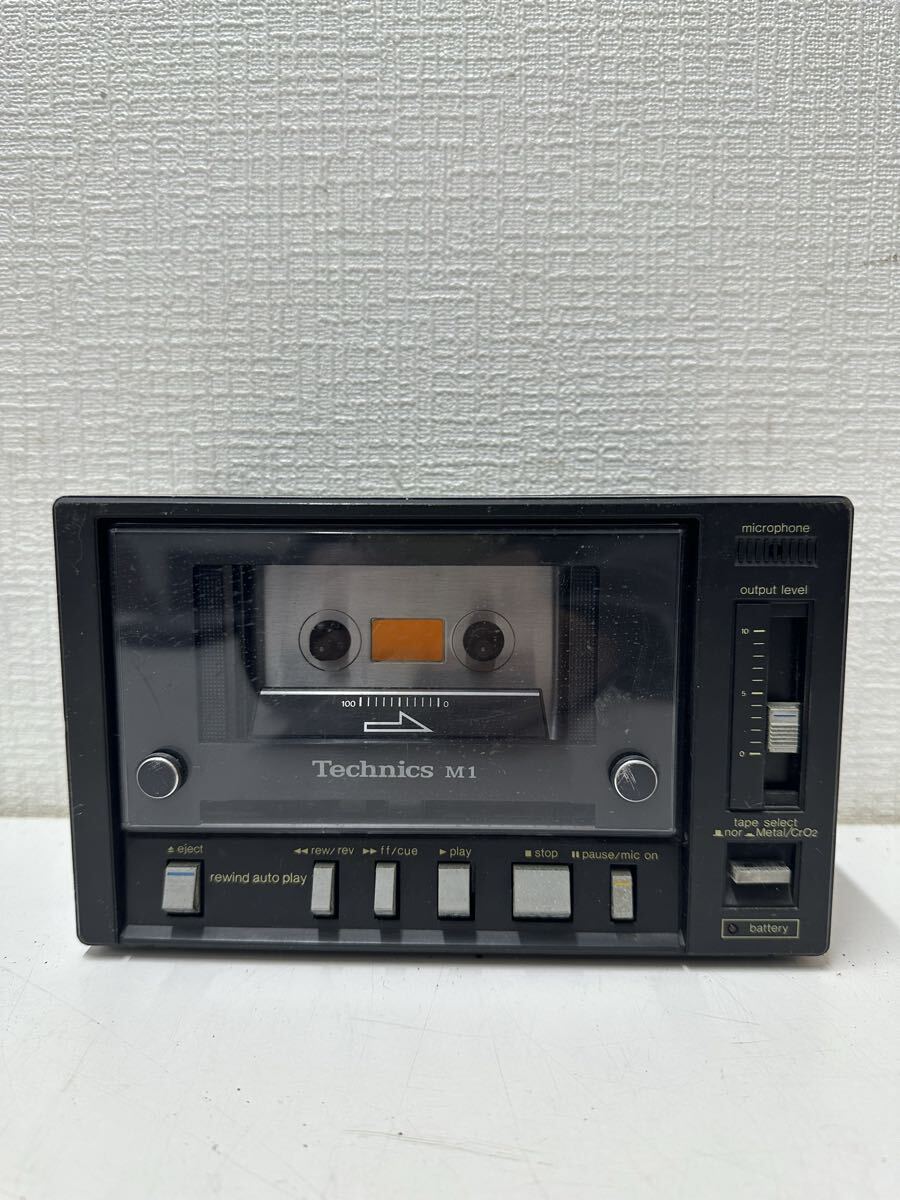 microphone
output level
10
5
0
100 0
Technics M1
tape select
nor Metal/CrO2
eject
rewind auto play
rew/rev
ff/cue
play
stop
pause/mic on
battery